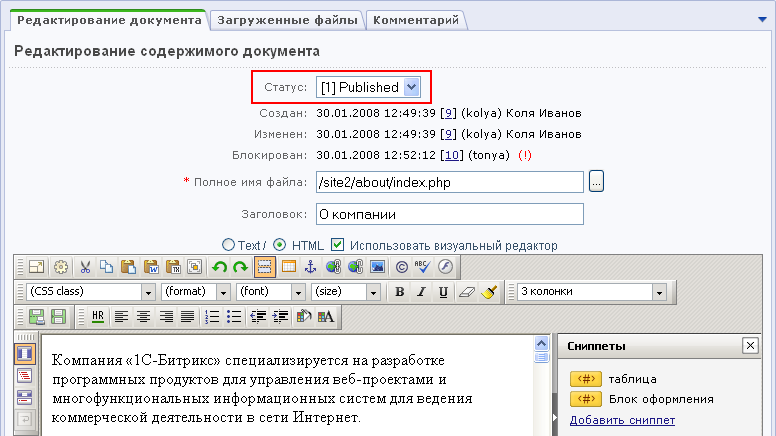 Редактирование документа Загруженные файлы Комментарий
Редактирование содержимого документа
Статус: [1] Published
Создан: 30.01.2008 12:49:39 [9] (kolya) Коля Иванов
Изменен: 30.01.2008 12:49:39 [9] (kolya) Коля Иванов
Блокирован: 30.01.2008 12:52:12 [10] (tonya) (!)
* Полное имя файла: /site2/about/index.php ...
Заголовок: О компании
Text / HTML Использовать визуальный редактор
W TX © ABC
(CSS class) (format) (font) (size) B I U 3 колонки
HR A
Сниппеты
Компания «1С-Битрикс» специализируется на разработке
программных продуктов для управления веб-проектами и
многофункциональных информационных систем для ведения
коммерческой деятельности в сети Интернет.
<#> таблица
<#> Блок оформления
Добавить сниппет